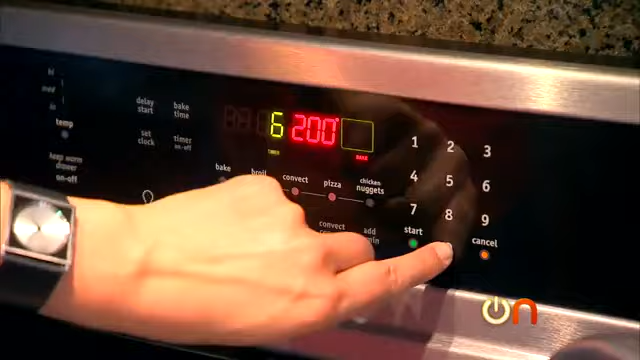 hi
med
lo
temp
keep warm
drawer
on-off
delay
start
bake
time
set
clock
timer
on-off
6 200°
TIMER
BAKE
bake
broil
convect
pizza
chicken
nuggets
convect
add
min
1 2 3
4 5 6
7 8 9
start
cancel
on